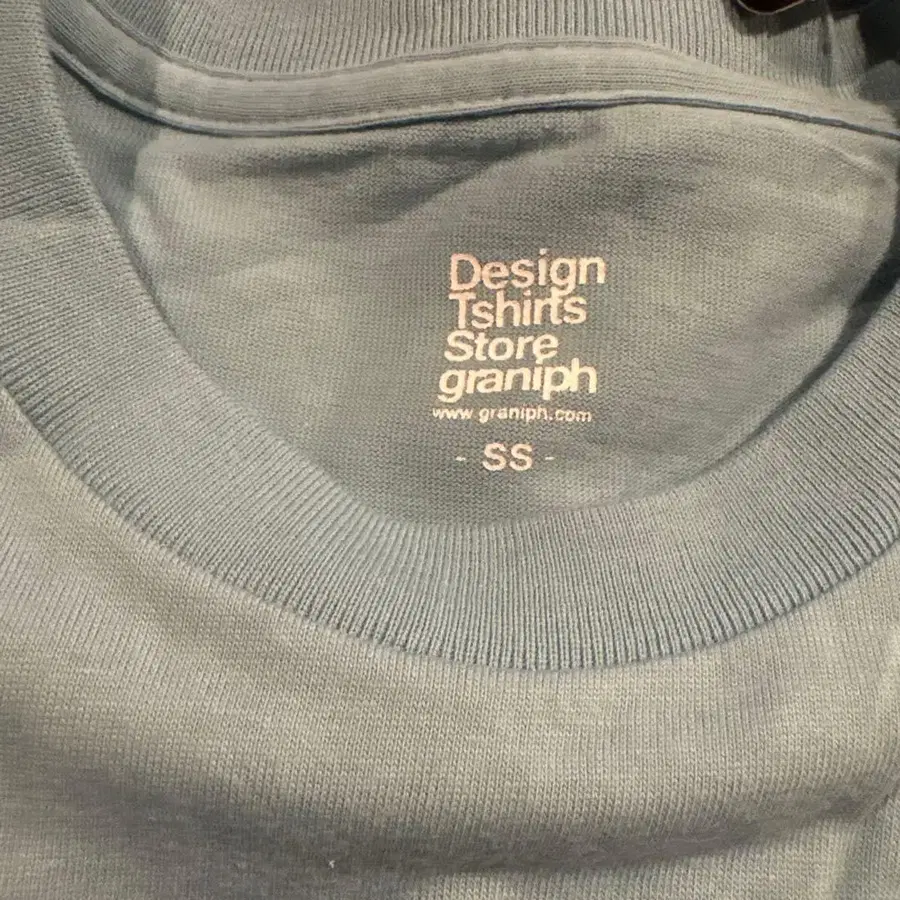 Design
Tshirts
Store
graniph
www.graniph.com
- SS -